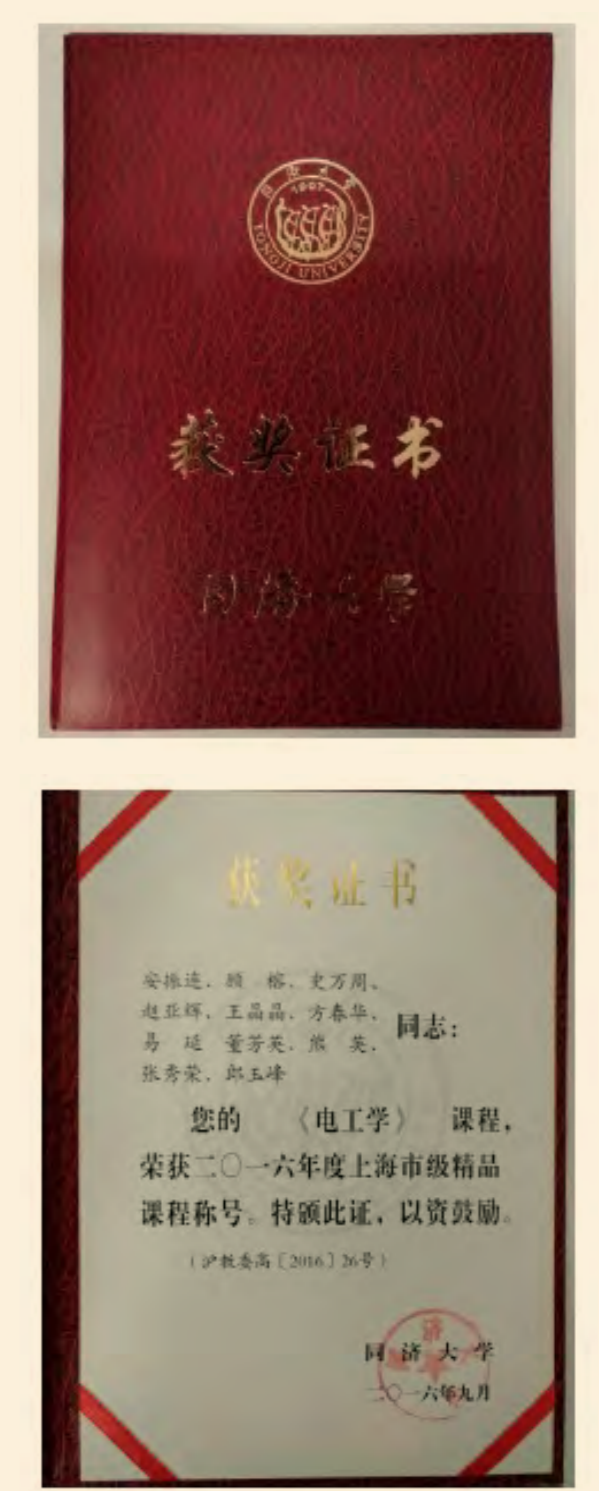 同济大学
1907
TONGJI UNIVERSITY
获奖证书
同济大学
获奖证书
安振连、顾 榕、史万周、
赵亚辉、王晶晶、方春华、 同志：
易 延 董芳英、熊 英、
张秀荣、郎玉峰
您的 《电工学》 课程，
荣获二〇一六年度上海市级精品
课程称号。特颁此证，以资鼓励。
（沪教委高〔2016〕26号）
同济大学
二〇一六年九月